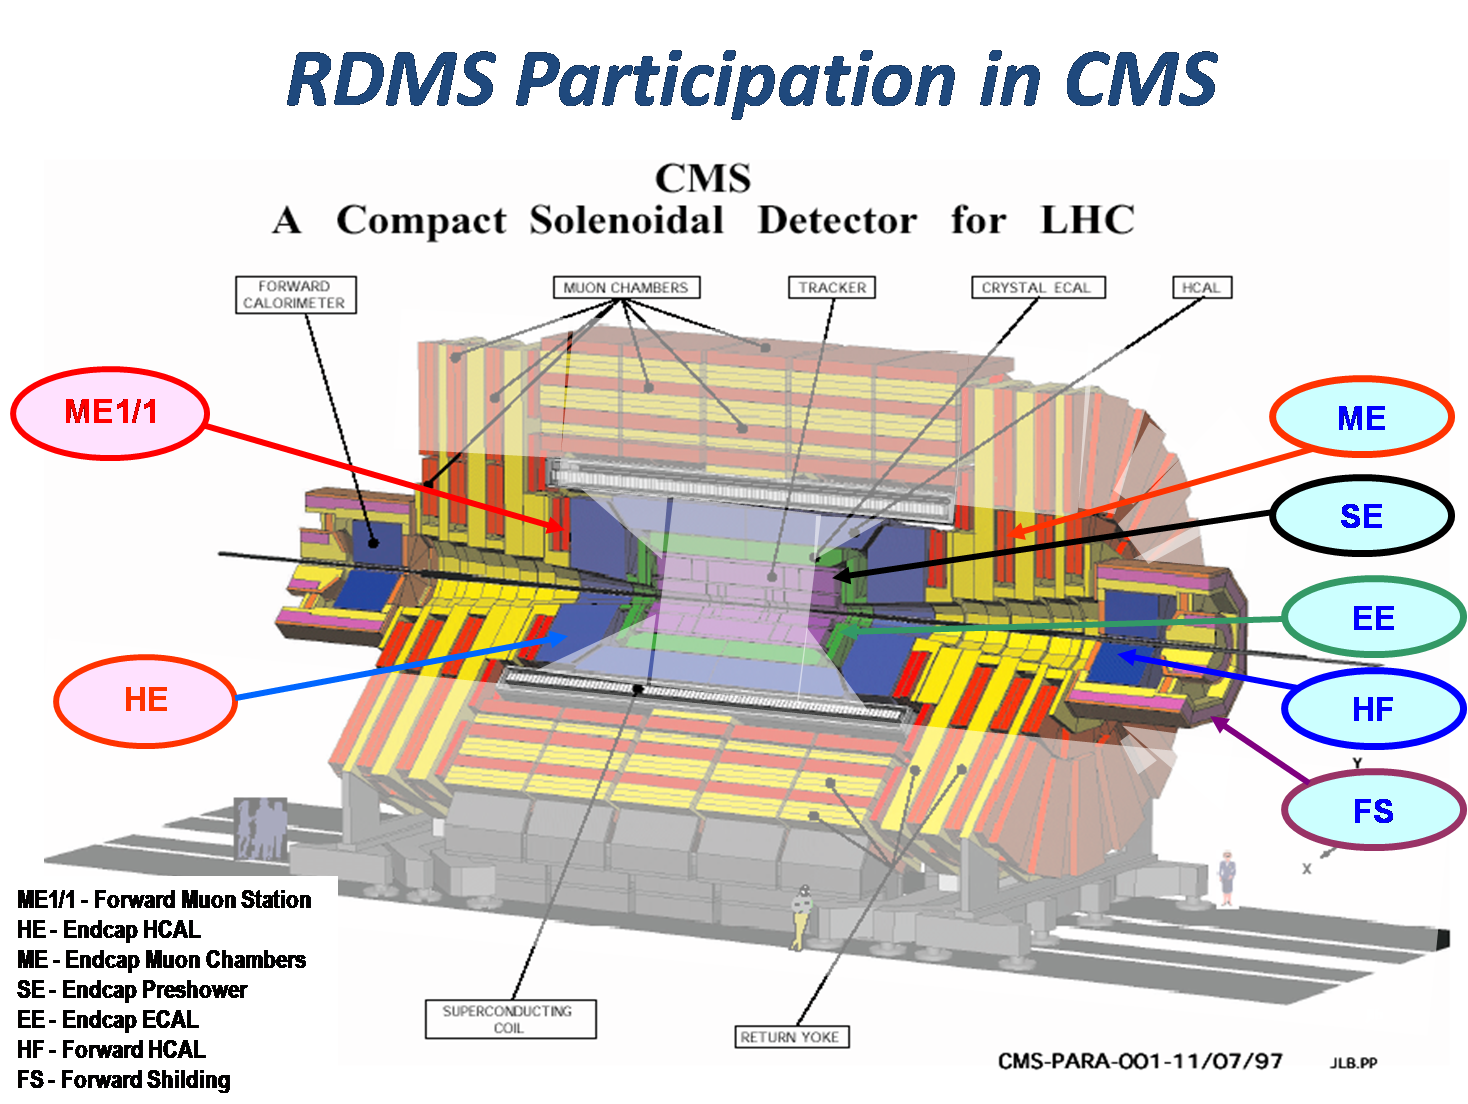 RDMS Participation in CMS
CMS
A Compact Solenoidal Detector for LHC
FORWARD
CALORIMETER
MUON CHAMBERS
TRACKER
CRYSTAL ECAL
HCAL
ME1/1
ME
SE
EE
HE
HF
Y
FS
X
ME1/1 - Forward Muon Station
HE - Endcap HCAL
ME - Endcap Muon Chambers
SE - Endcap Preshower
EE - Endcap ECAL
HF - Forward HCAL
FS - Forward Shilding
SUPERCONDUCTING
COIL
RETURN YOKE
CMS-PARA-001-11/07/97
JLB.PP